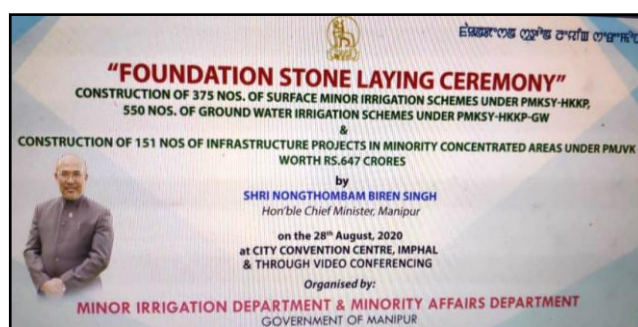 "FOUNDATION STONE LAYING CEREMONY"
CONSTRUCTION OF 375 NOS. OF SURFACE MINOR IRRIGATION SCHEMES UNDER PMKSY-HKKP,
550 NOS. OF GROUND WATER IRRIGATION SCHEMES UNDER PMKSY-HKKP-GW
&
CONSTRUCTION OF 151 NOS OF INFRASTRUCTURE PROJECTS IN MINORITY CONCENTRATED AREAS UNDER PMJVK
WORTH RS.647 CRORES
by
SHRI NONGTHOMBAM BIREN SINGH
Hon'ble Chief Minister, Manipur
on the 28th August, 2020
at CITY CONVENTION CENTRE, IMPHAL
& THROUGH VIDEO CONFERENCING
Organised by:
MINOR IRRIGATION DEPARTMENT & MINORITY AFFAIRS DEPARTMENT
GOVERNMENT OF MANIPUR